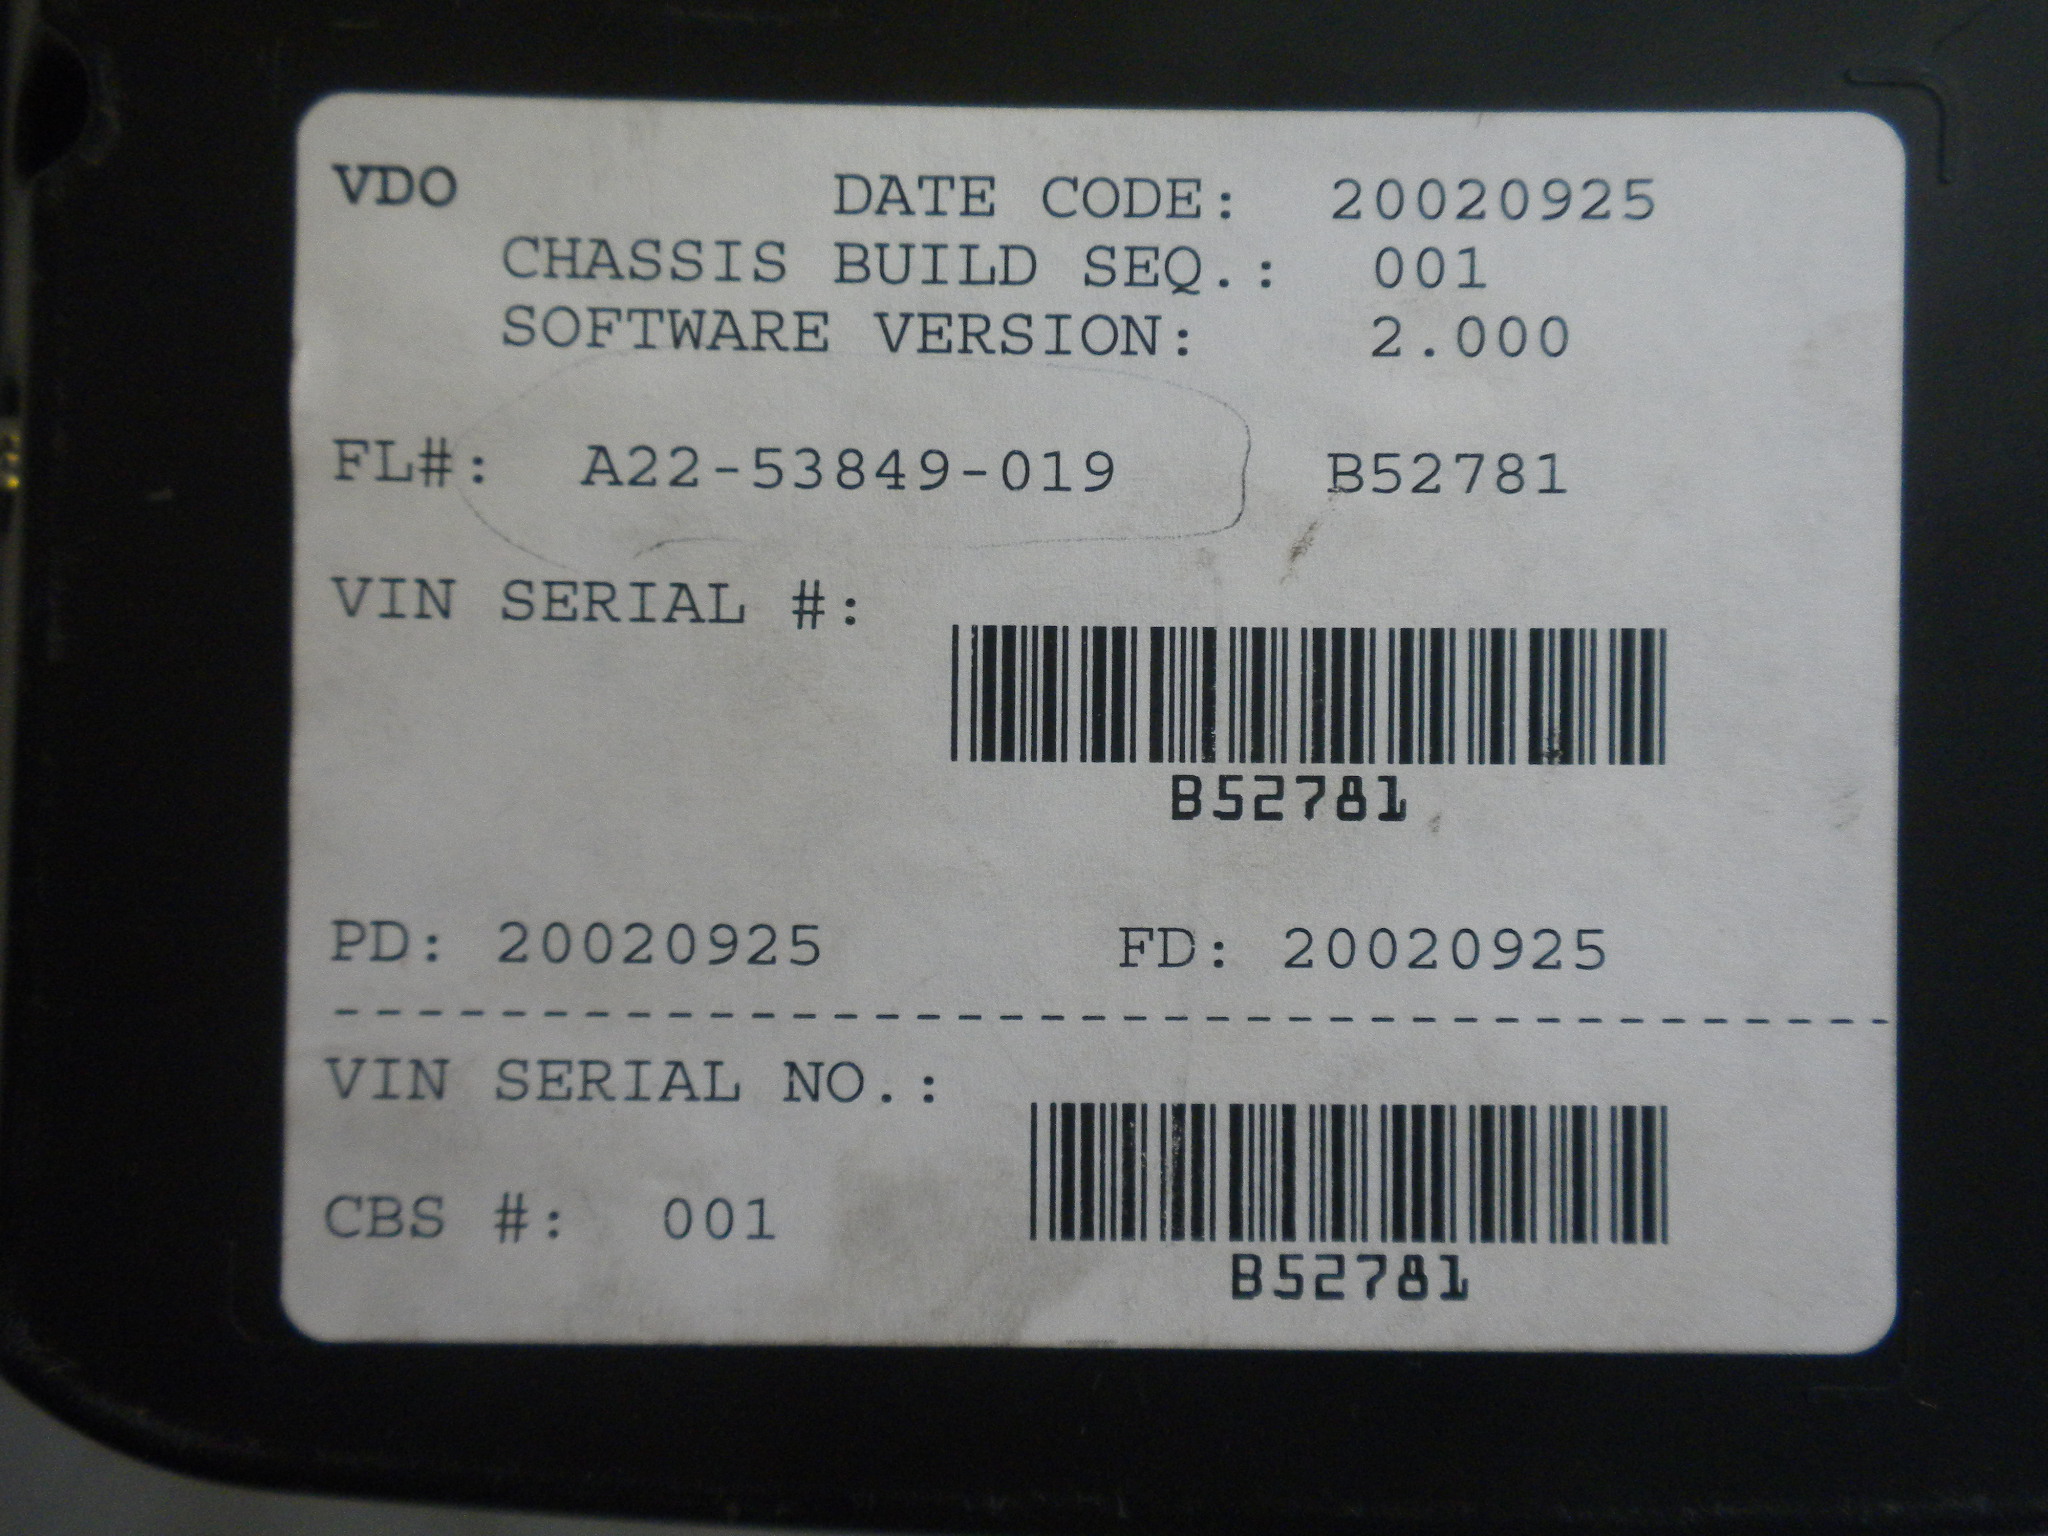 VDO DATE CODE: 20020925
CHASSIS BUILD SEQ.: 001
SOFTWARE VERSION: 2.000
FL#: A22-53849-019 B52781
VIN SERIAL #:
B52781
PD: 20020925 FD: 20020925
VIN SERIAL NO.:
CBS #: 001
B52781